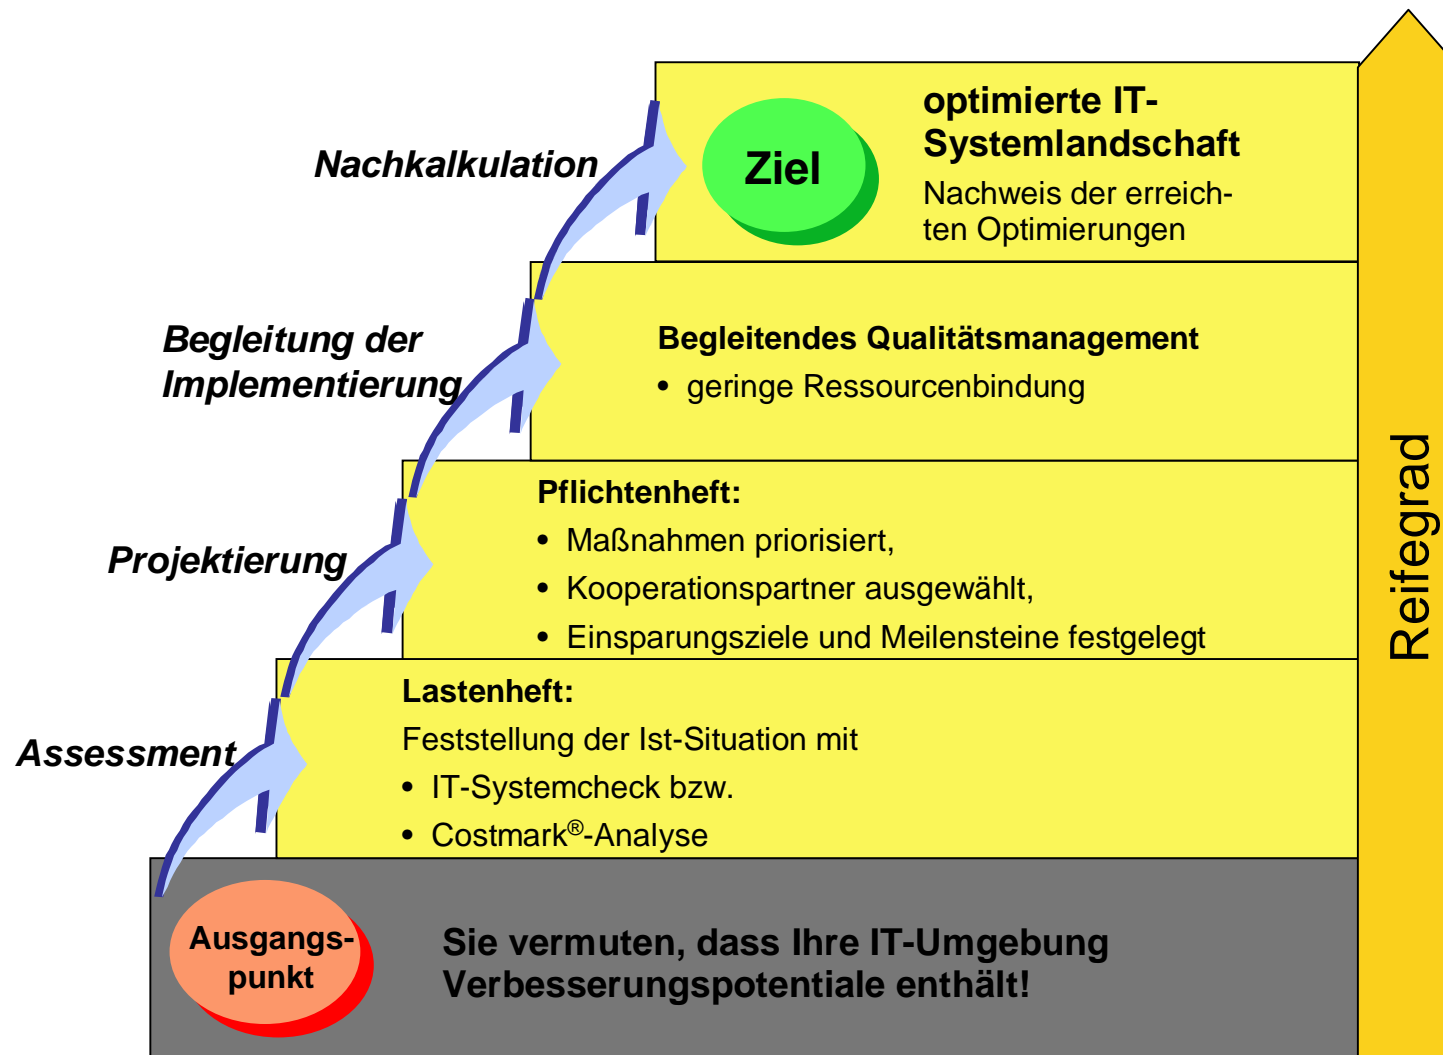 optimierte IT-
Systemlandschaft
Ziel
Nachweis der erreich-
ten Optimierungen
Nachkalkulation
Begleitung der
Implementierung
Begleitendes Qualitätsmanagement
• geringe Ressourcenbindung
Projektierung
Pflichtenheft:
• Maßnahmen priorisiert,
• Kooperationspartner ausgewählt,
• Einsparungsziele und Meilensteine festgelegt
Assessment
Lastenheft:
Feststellung der Ist-Situation mit
• IT-Systemcheck bzw.
• Costmark®-Analyse
Ausgangs-
punkt
Sie vermuten, dass Ihre IT-Umgebung
Verbesserungspotentiale enthält!
Reifegrad